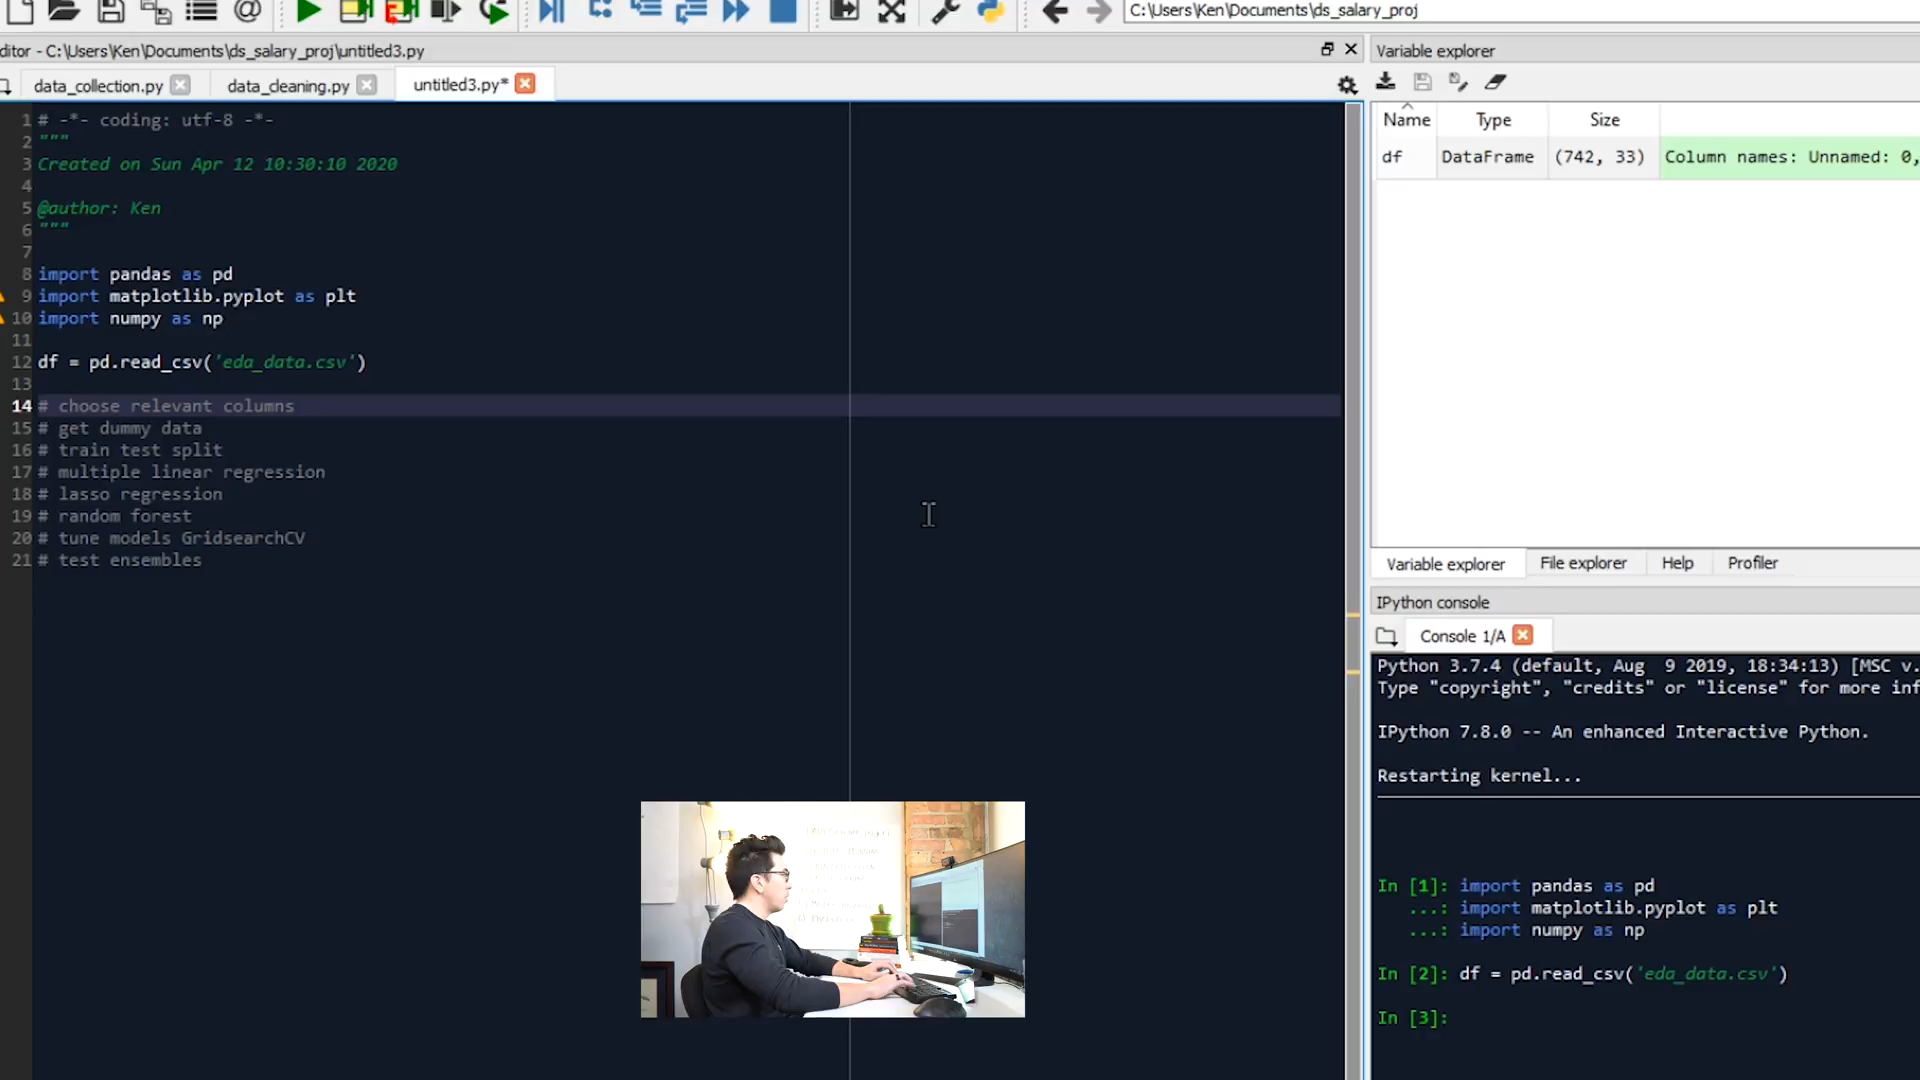 C:\Users\Ken\Documents\ds_salary_proj
ditor - C:\Users\Ken\Documents\ds_salary_proj\untitled3.py
Variable explorer
data_collection.py
data_cleaning.py
untitled3.py*
Name Type Size
df DataFrame (742, 33) Column names: Unnamed: 0,
1 # -*- coding: utf-8 -*-
2 """
3 Created on Sun Apr 12 10:30:10 2020
4
5 @author: Ken
6 """
7
8 import pandas as pd
9 import matplotlib.pyplot as plt
10 import numpy as np
11
12 df = pd.read_csv('eda_data.csv')
13
14 # choose relevant columns
15 # get dummy data
16 # train test split
17 # multiple linear regression
18 # lasso regression
19 # random forest
20 # tune models GridsearchCV
21 # test ensembles
Variable explorer File explorer Help Profiler
IPython console
Console 1/A
Python 3.7.4 (default, Aug  9 2019, 18:34:13) [MSC v.
Type "copyright", "credits" or "license" for more inf
IPython 7.8.0 -- An enhanced Interactive Python.
Restarting kernel...
In [1]: import pandas as pd
...: import matplotlib.pyplot as plt
...: import numpy as np
In [2]: df = pd.read_csv('eda_data.csv')
In [3]: